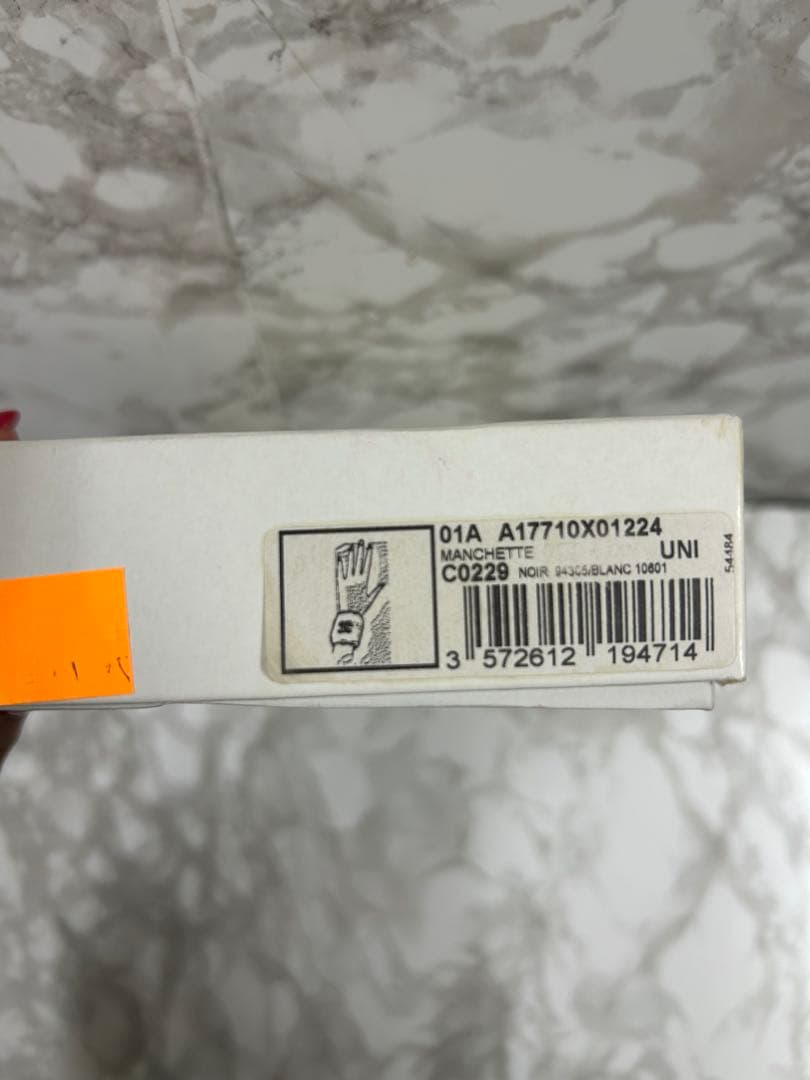 01A A17710X01224
MANCHETTE UNI
C0229 NOIR 94305/BLANC 10601
3 572612 194714
54484